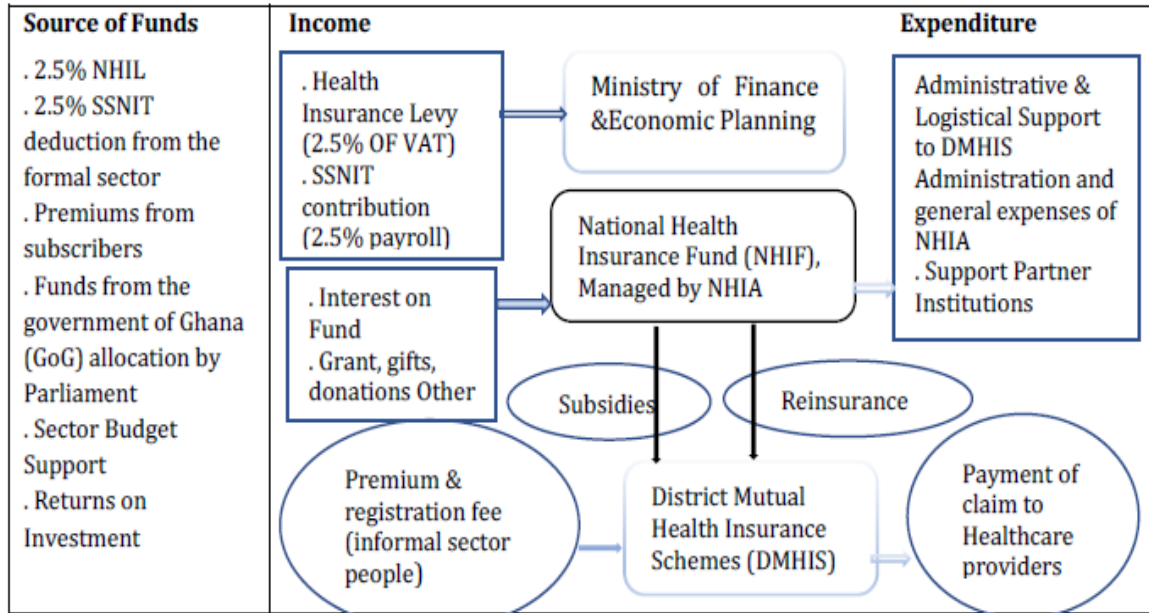 Source of Funds
. 2.5% NHIL
. 2.5% SSNIT
deduction from the
formal sector
. Premiums from
subscribers
. Funds from the
government of Ghana
(GoG) allocation by
Parliament
. Sector Budget
Support
. Returns on
Investment
Income
. Health
Insurance Levy
(2.5% OF VAT)
. SSNIT
contribution
(2.5% payroll)
. Interest on
Fund
. Grant, gifts,
donations Other
Premium &
registration fee
(informal sector
people)
Ministry of Finance
&Economic Planning
National Health
Insurance Fund (NHIF),
Managed by NHIA
Subsidies
Reinsurance
District Mutual
Health Insurance
Schemes (DMHIS)
Expenditure
Administrative &
Logistical Support
to DMHIS
Administration and
general expenses of
NHIA
. Support Partner
Institutions
Payment of
claim to
Healthcare
providers